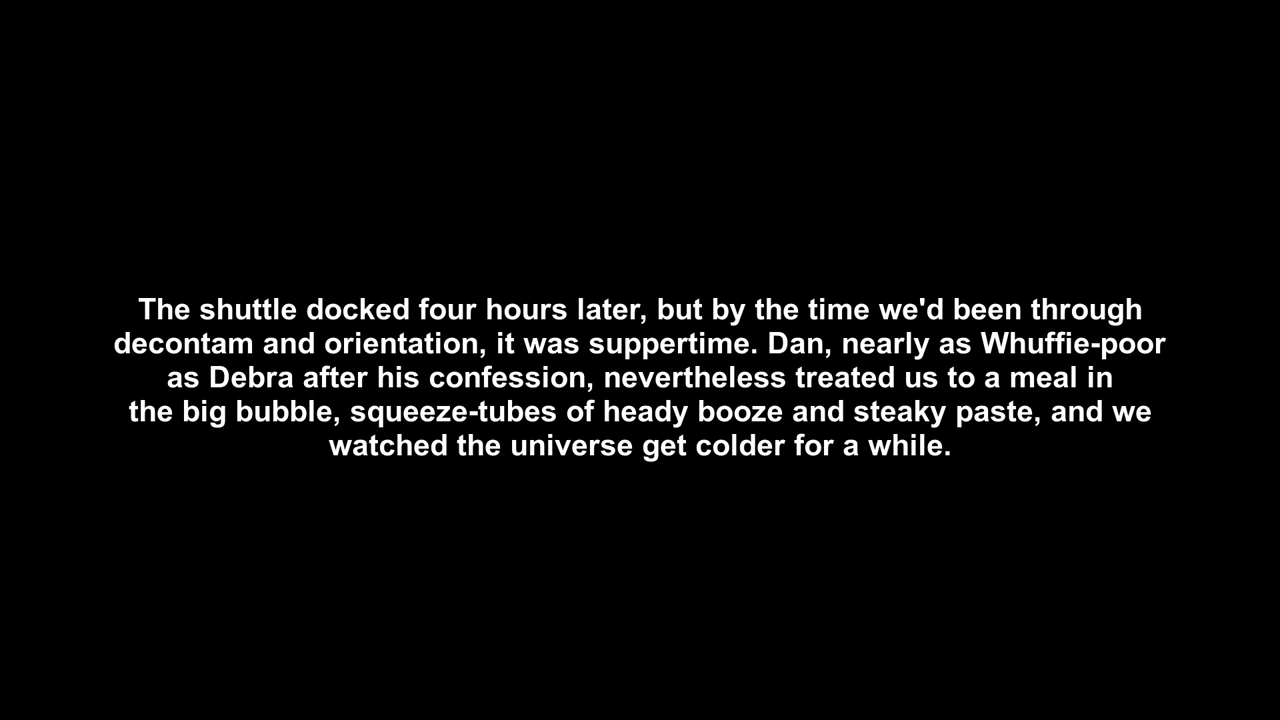 The shuttle docked four hours later, but by the time we'd been through
decontam and orientation, it was suppertime. Dan, nearly as Whuffie-poor
as Debra after his confession, nevertheless treated us to a meal in
the big bubble, squeeze-tubes of heady booze and steaky paste, and we
watched the universe get colder for a while.